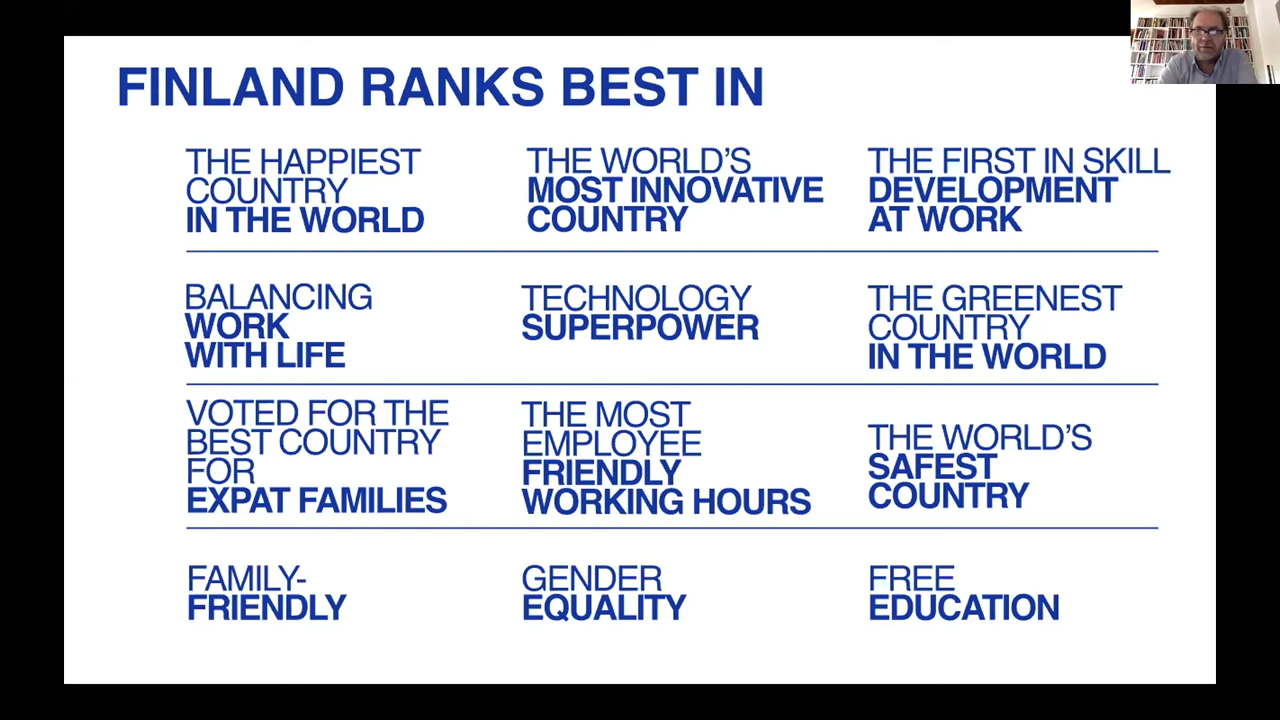 FINLAND RANKS BEST IN
THE HAPPIEST
COUNTRY
IN THE WORLD
THE WORLD'S
MOST INNOVATIVE
COUNTRY
THE FIRST IN SKILL
DEVELOPMENT
AT WORK
BALANCING
WORK
WITH LIFE
TECHNOLOGY
SUPERPOWER
THE GREENEST
COUNTRY
IN THE WORLD
VOTED FOR THE
BEST COUNTRY
FOR
EXPAT FAMILIES
THE MOST
EMPLOYEE
FRIENDLY
WORKING HOURS
THE WORLD'S
SAFEST
COUNTRY
FAMILY-
FRIENDLY
GENDER
EQUALITY
FREE
EDUCATION